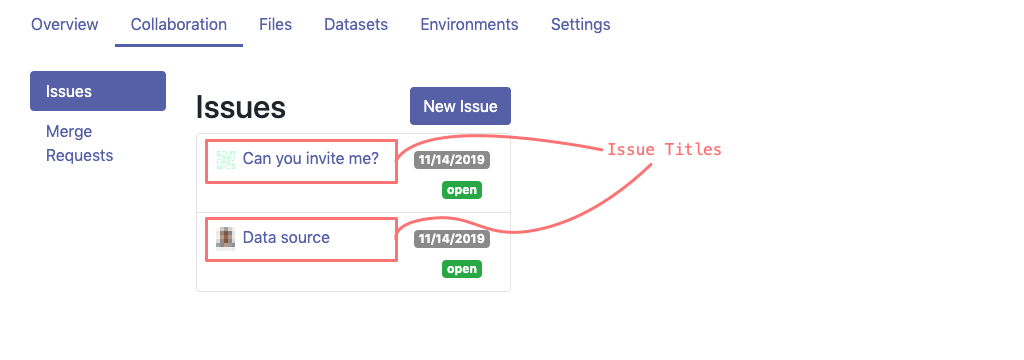 Overview Collaboration Files Datasets Environments Settings
Issues
Merge
Requests
Issues
New Issue
Can you invite me? 11/14/2019
open
Data source 11/14/2019
open
Issue Titles